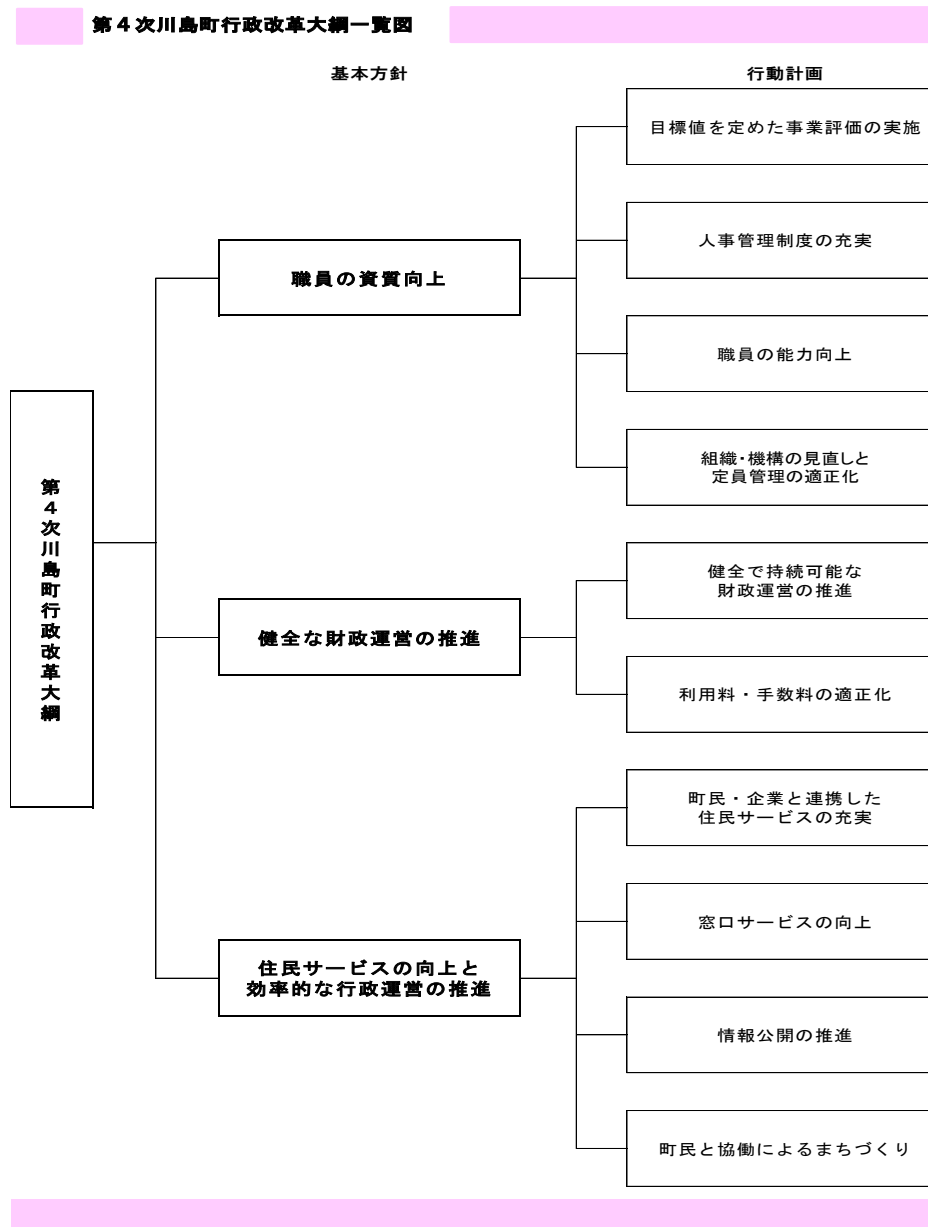 第4次川島町行政改革大綱一覧図
基本方針
行動計画
第4次川島町行政改革大綱
職員の資質向上
目標値を定めた事業評価の実施
人事管理制度の充実
職員の能力向上
組織・機構の見直しと
定員管理の適正化
健全な財政運営の推進
健全で持続可能な
財政運営の推進
利用料・手数料の適正化
住民サービスの向上と
効率的な行政運営の推進
町民・企業と連携した
住民サービスの充実
窓口サービスの向上
情報公開の推進
町民と協働によるまちづくり